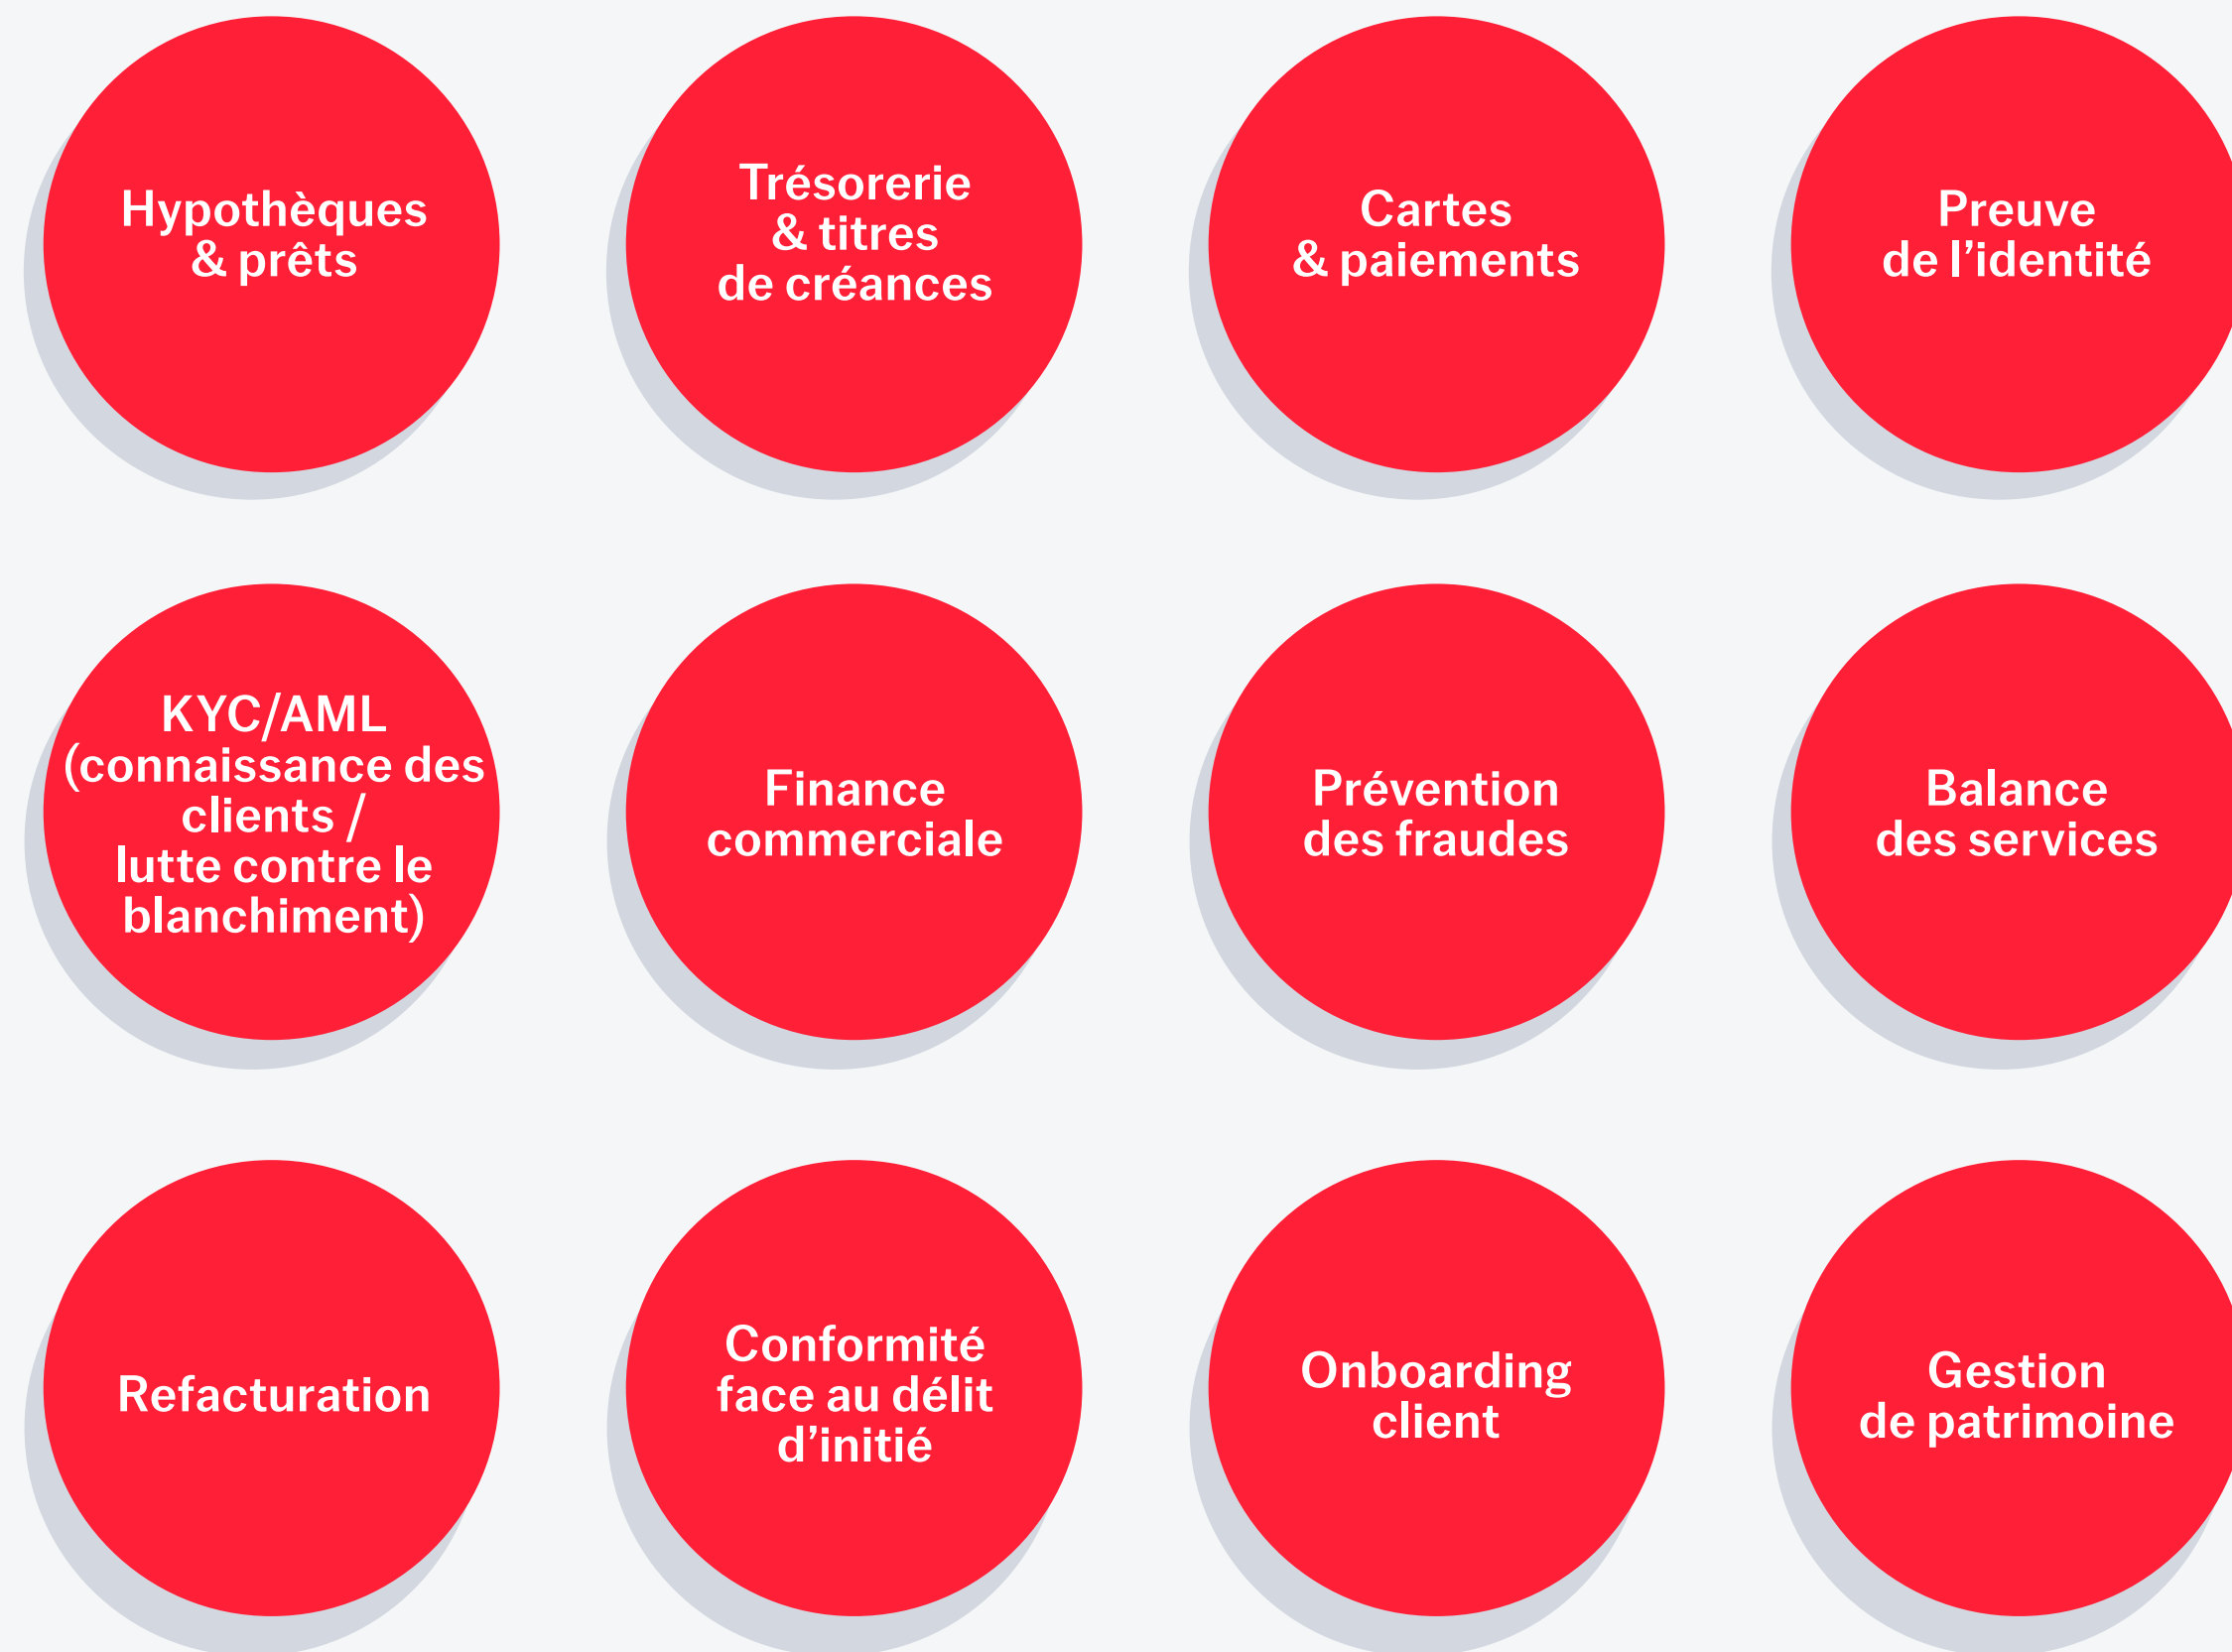 Hypothèques
& prêts
Trésorerie
& titres
de créances
Cartes
& paiements
Preuve
de l'identité
KYC/AML
(connaissance des
clients /
lutte contre le
blanchiment)
Finance
commerciale
Prévention
des fraudes
Balance
des services
Refacturation
Conformité
face au délit
d’initié
Onboarding
client
Gestion
de patrimoine